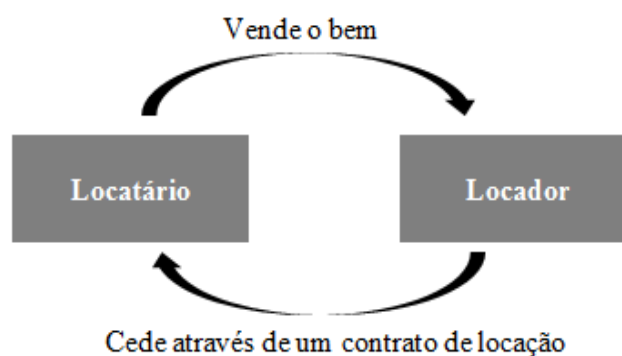 Vende o bem
Locatário
Locador
Cede através de um contrato de locação